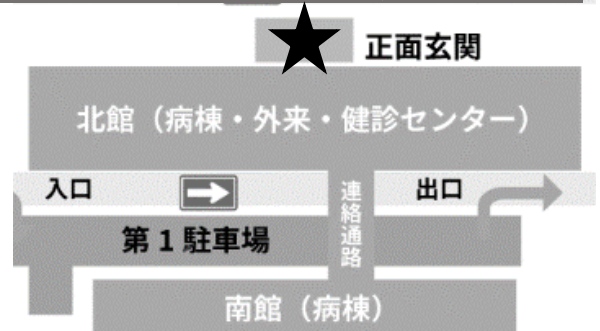 正面玄関
北館（病棟・外来・健診センター）
入口
連絡通路
出口
第1駐車場
南館（病棟）